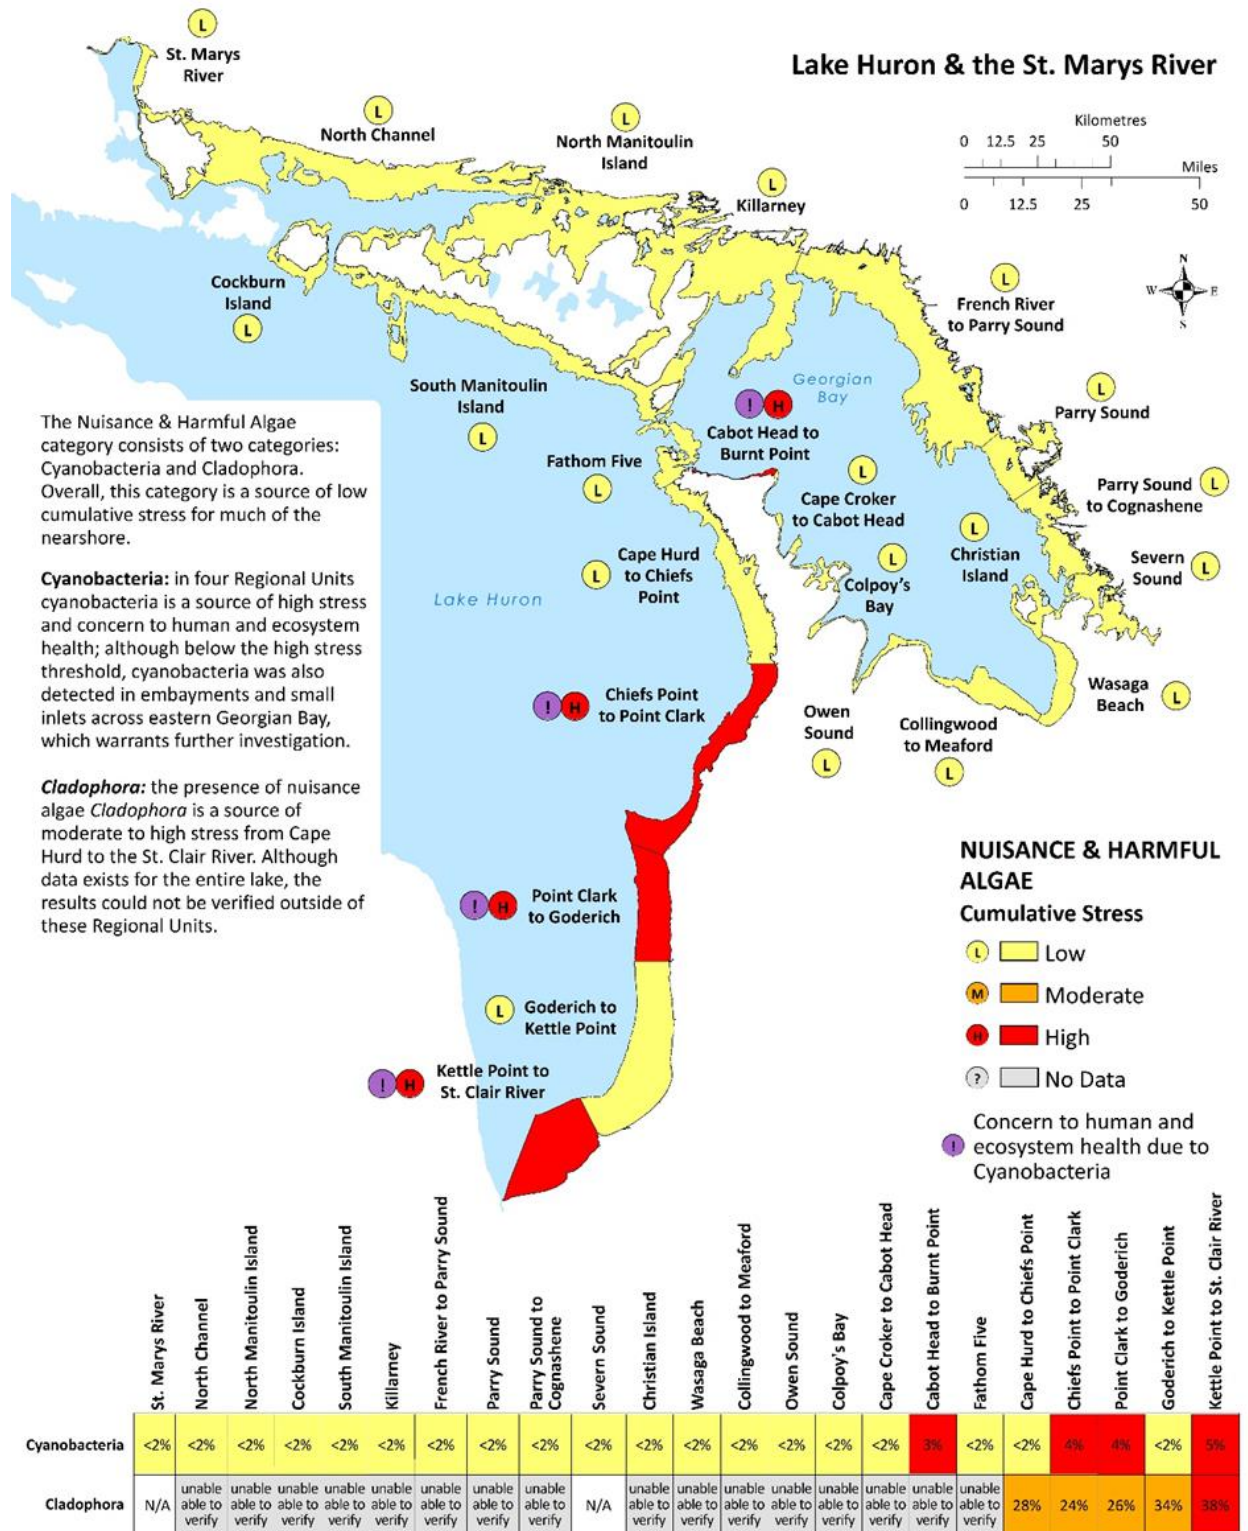 Lake Huron & the St. Marys River
Kilometres
0 12.5 25 50
Miles
0 12.5 25 50
N
W E
S
L
St. Marys
River
L
North Channel
L
North Manitoulin
Island
L
Killarney
L
French River
to Parry Sound
L
Parry Sound
L
Parry Sound
to Cognashene
L
Severn
Sound
L
Christian
Island
Wasaga
Beach
L
Collingwood
to Meaford
L
Owen
Sound
L
L
Colpoy's
Bay
L
Cape Croker
to Cabot Head
! H
Cabot Head to
Burnt Point
Georgian
Bay
Cockburn
Island
L
South Manitoulin
Island
L
Fathom Five
L
L
Cape Hurd
to Chiefs
Point
Lake Huron
! H
Chiefs Point
to Point Clark
! H
Point Clark
to Goderich
L
Goderich to
Kettle Point
! H
Kettle Point to
St. Clair River
The Nuisance & Harmful Algae
category consists of two categories:
Cyanobacteria and Cladophora.
Overall, this category is a source of low
cumulative stress for much of the
nearshore.
Cyanobacteria: in four Regional Units
cyanobacteria is a source of high stress
and concern to human and ecosystem
health; although below the high stress
threshold, cyanobacteria was also
detected in embayments and small
inlets across eastern Georgian Bay,
which warrants further investigation.
Cladophora: the presence of nuisance
algae Cladophora is a source of
moderate to high stress from Cape
Hurd to the St. Clair River. Although
data exists for the entire lake, the
results could not be verified outside of
these Regional Units.
NUISANCE & HARMFUL
ALGAE
Cumulative Stress
L Low
M Moderate
H High
? No Data
Concern to human and
! ecosystem health due to
Cyanobacteria
St. Marys River
North Channel
North Manitoulin Island
Cockburn Island
South Manitoulin Island
Killarney
French River to Parry Sound
Parry Sound
Parry Sound to
Cognashene
Severn Sound
Christian Island
Wasaga Beach
Collingwood to Meaford
Owen Sound
Colpoy's Bay
Cape Croker to Cabot Head
Cabot Head to Burnt Point
Fathom Five
Cape Hurd to Chiefs Point
Chiefs Point to Point Clark
Point Clark to Goderich
Goderich to Kettle Point
Kettle Point to St. Clair River
Cyanobacteria <2% <2% <2% <2% <2% <2% <2% <2% <2% <2% <2% <2% <2% <2% <2% <2% 3% <2% <2% 4% 4% <2% 5%
unable unable unable unable unable unable unable unable unable unable unable unable unable unable unable unable
Cladophora N/A able to able to able to able to able to able to able to able to N/A able to able to able to able to able to able to able to able to 28% 24% 26% 34% 38%
verify verify verify verify verify verify verify verify verify verify verify verify verify verify verify verify